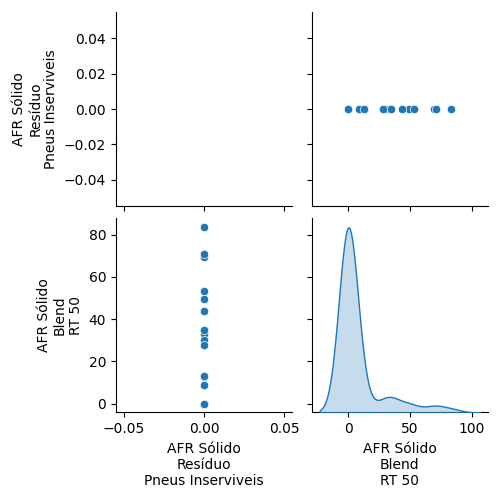 0.04
0.02
0.00
−0.02
−0.04
AFR Sólido
Resíduo
Pneus Inserviveis
80
60
40
20
0
AFR Sólido
Blend
RT 50
−0.05
0.00
0.05
AFR Sólido
Resíduo
Pneus Inserviveis
0
50
100
AFR Sólido
Blend
RT 50